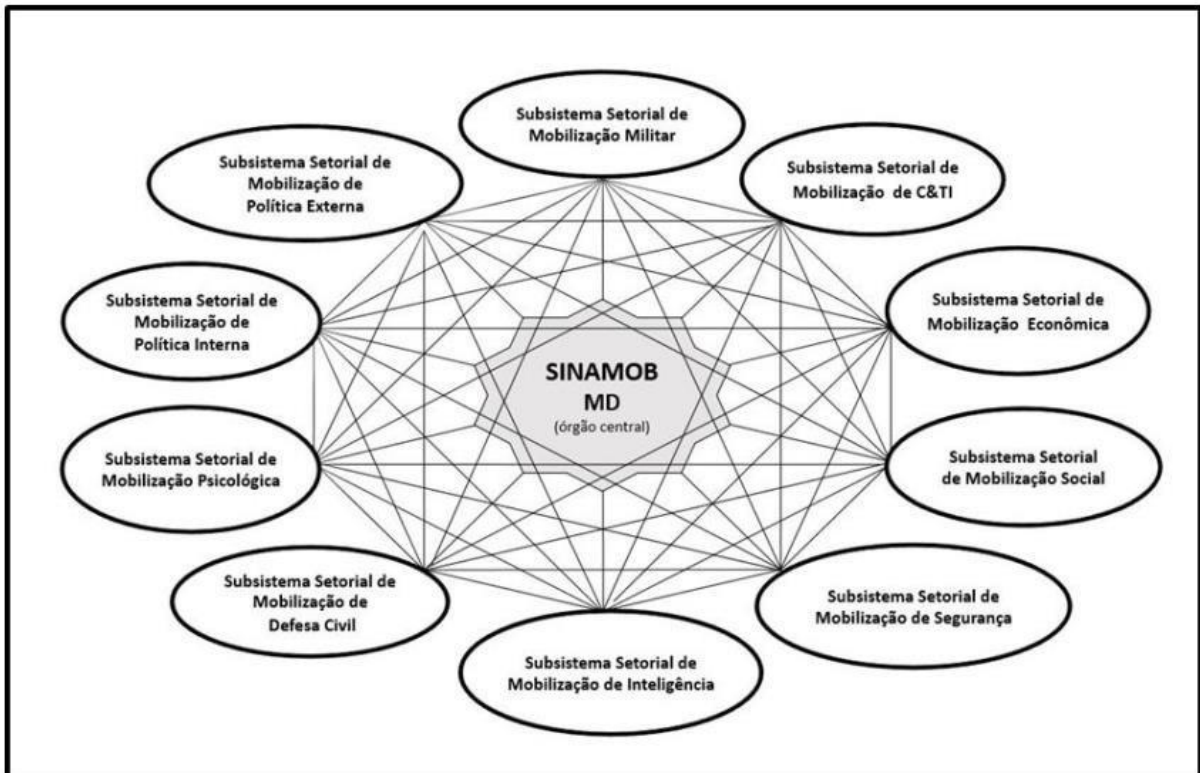 Subsistema Setorial de
Mobilização Militar
Subsistema Setorial de
Mobilização de C&TI
Subsistema Setorial de
Mobilização Econômica
Subsistema Setorial
de Mobilização Social
Subsistema Setorial de
Mobilização de Segurança
Subsistema Setorial de
Mobilização de Inteligência
Subsistema Setorial de
Mobilização de
Defesa Civil
Subsistema Setorial de
Mobilização Psicológica
Subsistema Setorial de
Mobilização de
Política Interna
Subsistema Setorial de
Mobilização de
Política Externa
SINAMOB
MD
(órgão central)